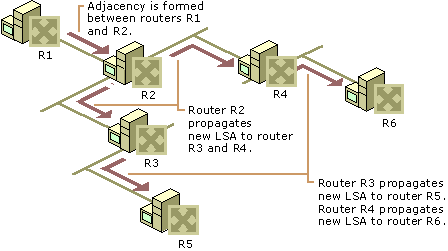 Adjacency is formed
between routers R1
and R2.
R1
R2
R4
R6
Router R2
propagates
new LSA to router
R3 and R4.
R3
Router R3 propagates
new LSA to router R5.
Router R4 propagates
new LSA to router R6.
R5